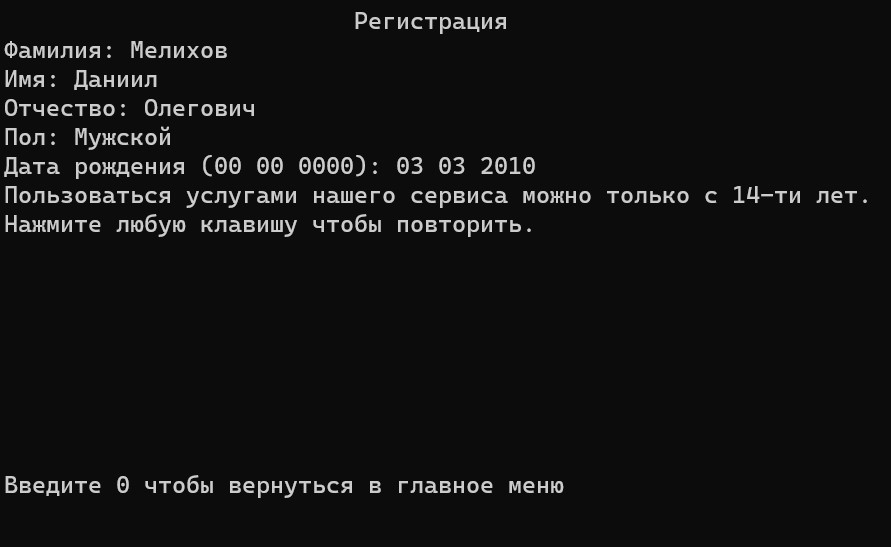 Регистрация
Фамилия: Мелихов
Имя: Даниил
Отчество: Олегович
Пол: Мужской
Дата рождения (00 00 0000): 03 03 2010
Пользоваться услугами нашего сервиса можно только с 14-ти лет.
Нажмите любую клавишу чтобы повторить.
Введите 0 чтобы вернуться в главное меню